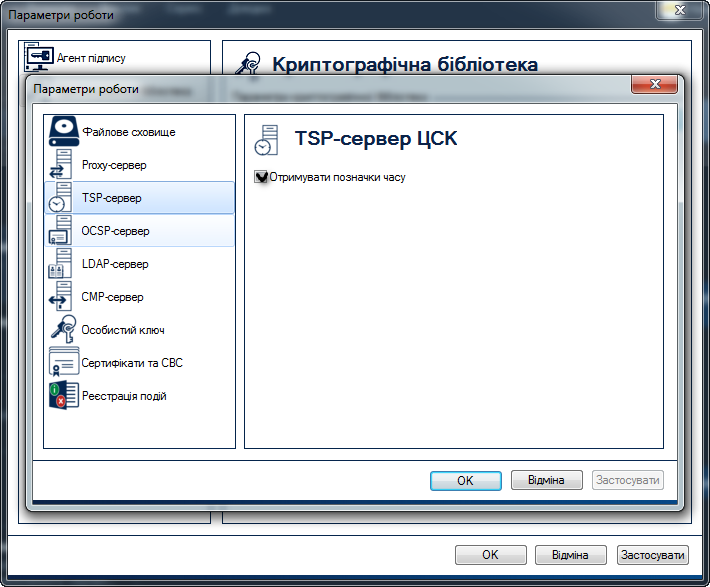 Параметри роботи
Агент підпису
Криптографічна бібліотека
Параметри роботи
Файлове сховище
Proxy-сервер
TSP-сервер
OCSP-сервер
LDAP-сервер
CMP-сервер
Особистий ключ
Сертифікати та СВС
Реєстрація подій
TSP-сервер ЦСК
Отримувати позначки часу
OK
Відміна
Застосувати
OK
Відміна
Застосувати